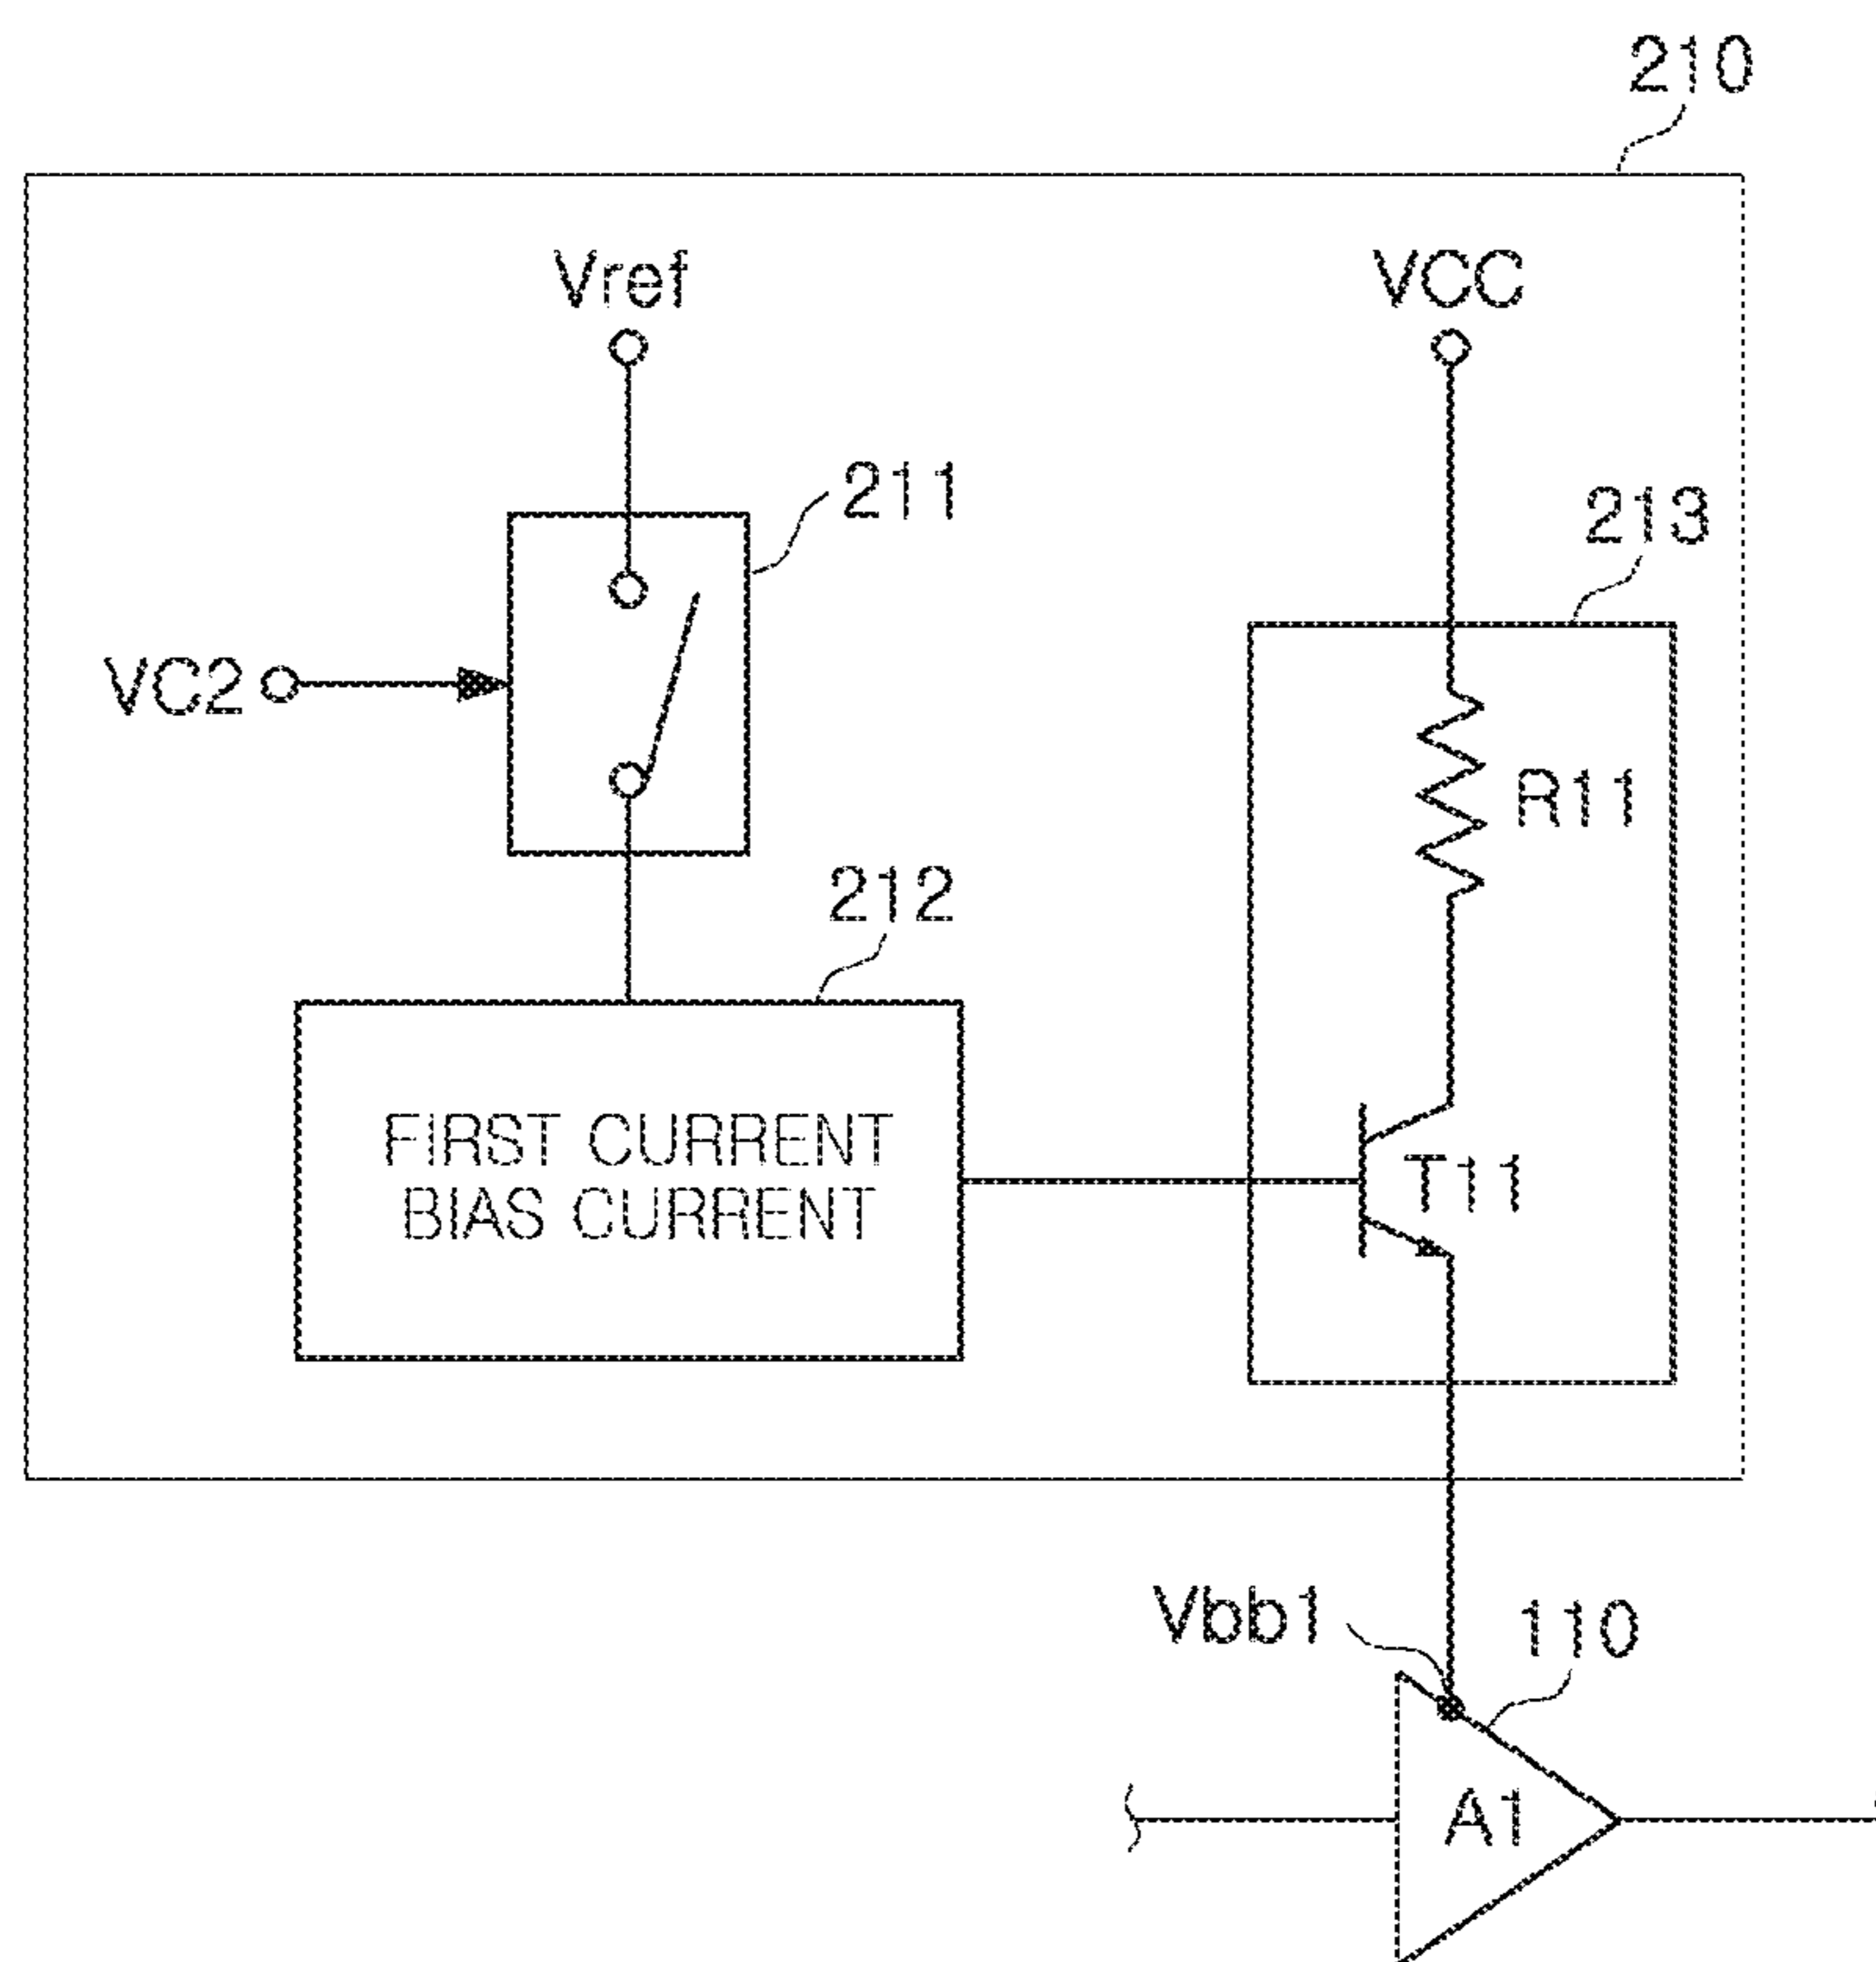 210
Vref
VCC
211
213
VC2
R11
212
FIRST CURRENT
BIAS CURRENT
T11
Vbb1
110
A1